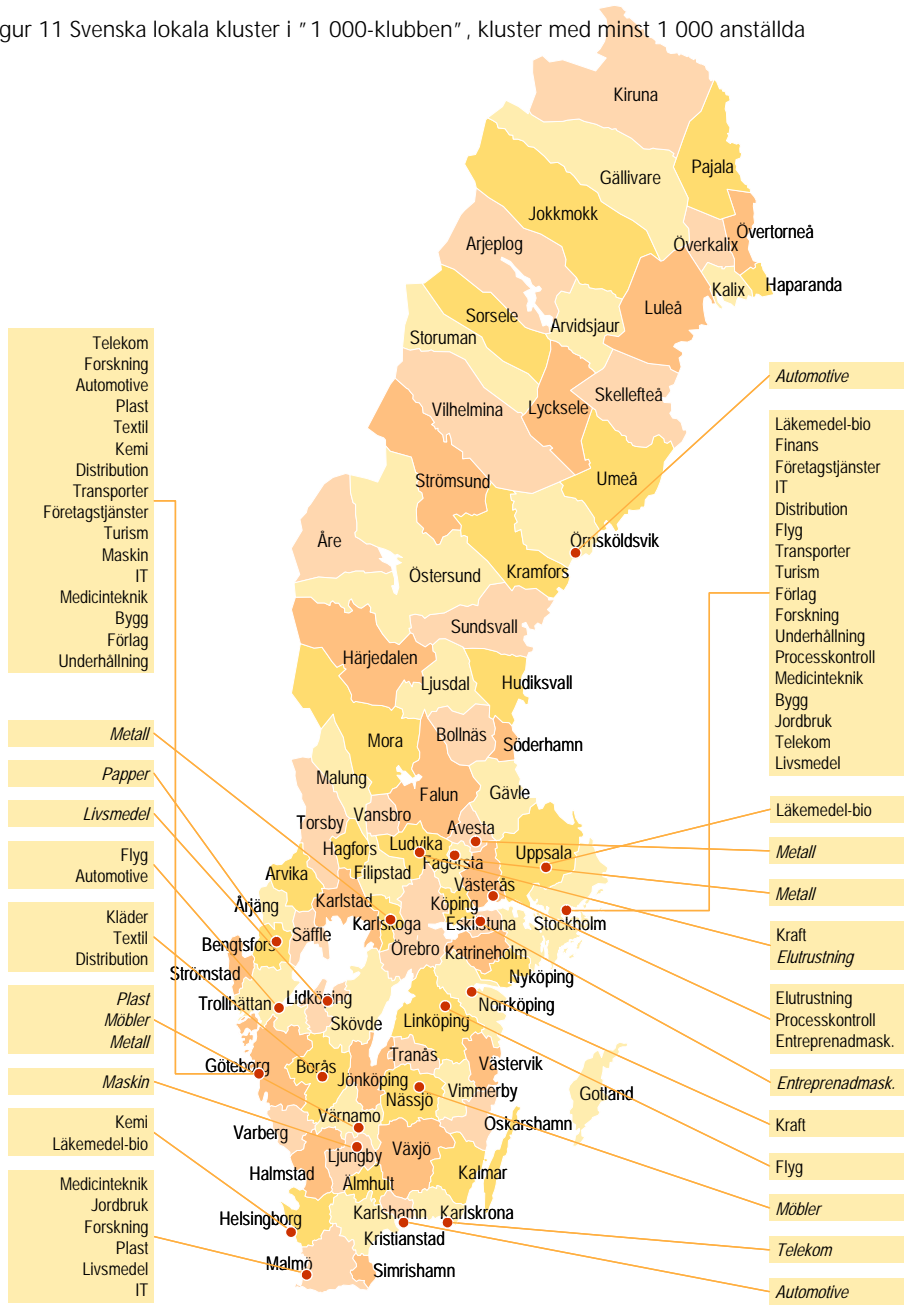 gur 11 Svenska lokala kluster i "1 000-klubben", kluster med minst 1 000 anställda
Kiruna
Pajala
Gällivare
Jokkmokk
Övertorneå
Överkalix
Arjeplog
Haparanda
Kalix
Luleå
Sorsele
Arvidsjaur
Storuman
Skellefteå
Lycksele
Vilhelmina
Umeå
Strömsund
Örnsköldsvik
Åre
Kramfors
Östersund
Sundsvall
Härjedalen
Ljusdal
Hudiksvall
Bollnäs
Mora
Söderhamn
Malung
Gävle
Falun
Vansbro
Torsby
Avesta
Ludvika
Hagfors
Uppsala
Fagersta
Filipstad
Arvika
Västerås
Karlstad
Köping
Årjäng
Karlskoga
Eskilstuna
Stockholm
Säffle
Bengtsfors
Örebro
Katrineholm
Strömstad
Nyköping
Lidköping
Trollhättan
Norrköping
Skövde
Linköping
Tranås
Göteborg
Borås
Västervik
Jönköping
Vimmerby
Gotland
Nässjö
Värnamo
Oskarshamn
Varberg
Växjö
Ljungby
Halmstad
Kalmar
Älmhult
Karlshamn
Karlskrona
Helsingborg
Kristianstad
Malmö
Simrishamn
Telekom
Forskning
Automotive
Plast
Textil
Kemi
Distribution
Transporter
Företagstjänster
Turism
Maskin
IT
Medicinteknik
Bygg
Förlag
Underhållning
Metall
Papper
Livsmedel
Flyg
Automotive
Kläder
Textil
Distribution
Plast
Möbler
Metall
Maskin
Kemi
Läkemedel-bio
Medicinteknik
Jordbruk
Forskning
Plast
Livsmedel
IT
Automotive
Läkemedel-bio
Finans
Företagstjänster
IT
Distribution
Flyg
Transporter
Turism
Förlag
Forskning
Underhållning
Processkontroll
Medicinteknik
Bygg
Jordbruk
Telekom
Livsmedel
Läkemedel-bio
Metall
Metall
Kraft
Elutrustning
Elutrustning
Processkontroll
Entreprenadmask.
Entreprenadmask.
Kraft
Flyg
Möbler
Telekom
Automotive